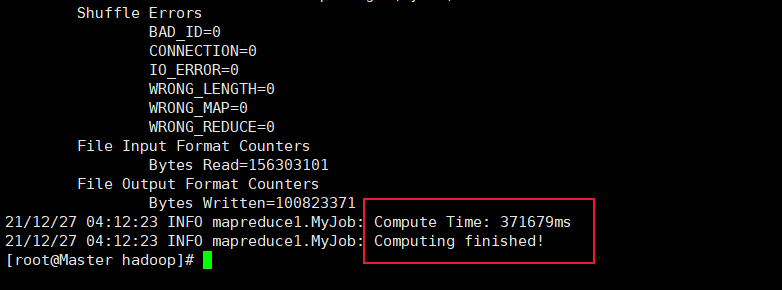 Shuffle Errors
BAD_ID=0
CONNECTION=0
IO_ERROR=0
WRONG_LENGTH=0
WRONG_MAP=0
WRONG_REDUCE=0
File Input Format Counters
Bytes Read=156303101
File Output Format Counters
Bytes Written=100823371
21/12/27 04:12:23 INFO mapreduce1.MyJob: Compute Time: 371679ms
21/12/27 04:12:23 INFO mapreduce1.MyJob: Computing finished!
[root@Master hadoop]#